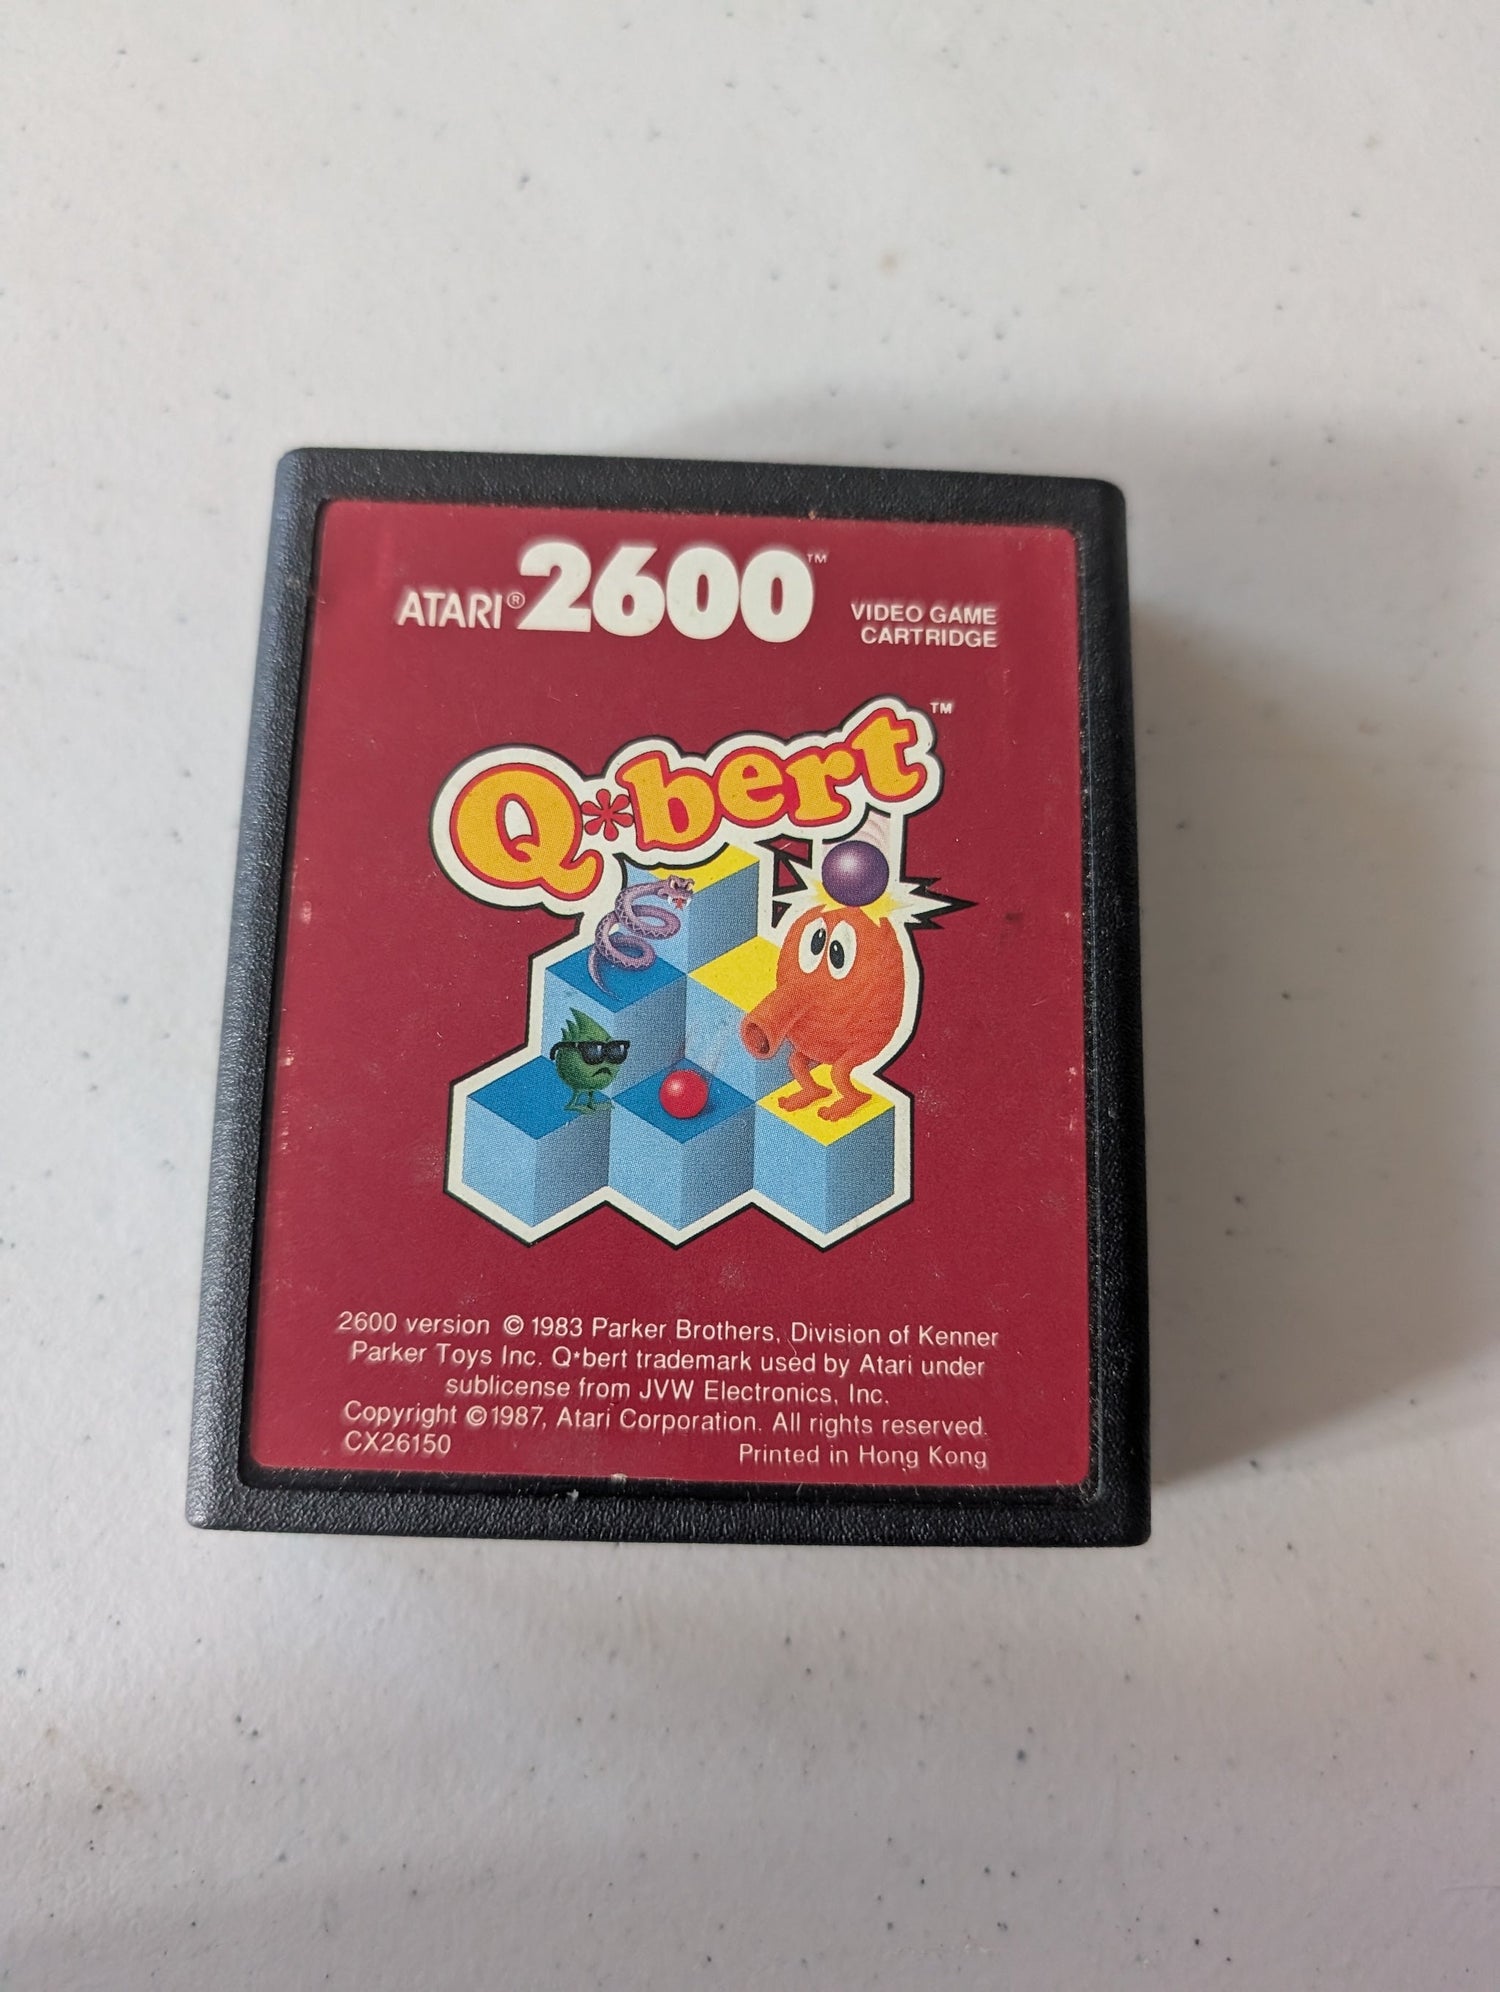 ATARI® 2600™ VIDEO GAME
CARTRIDGE
Q*bert™
2600 version © 1983 Parker Brothers, Division of Kenner
Parker Toys Inc. Q*bert trademark used by Atari under
sublicense from JVW Electronics, Inc.
Copyright © 1987, Atari Corporation. All rights reserved.
CX26150 Printed in Hong Kong